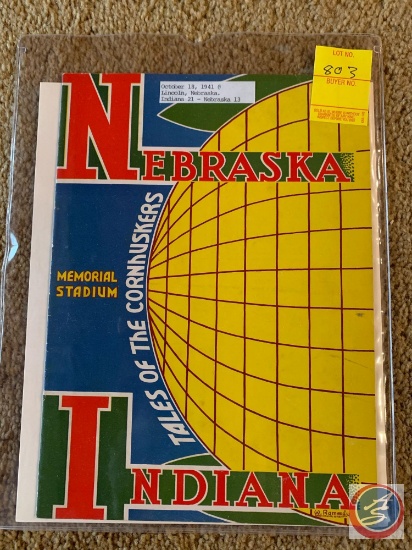 LOT NO.
803
BUYER NO.
October 18, 1941 @
Lincoln, Nebraska.
Indiana 21 - Nebraska 13
NEBRASKA
TALES OF THE CORNHUSKERS
MEMORIAL
STADIUM
INDIANA